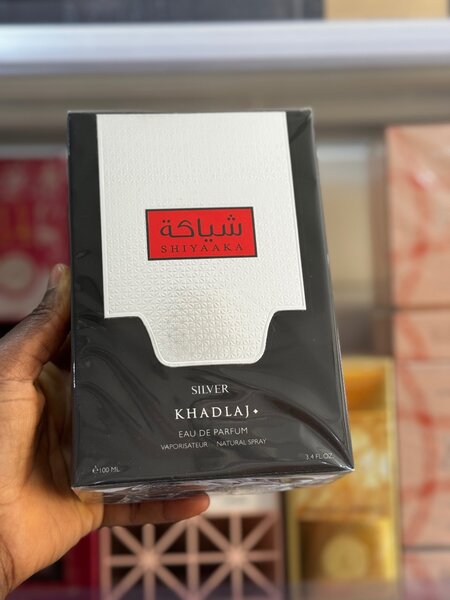 شياكة
SHIYAAKA
SILVER
KHADLAJ
EAU DE PARFUM
VAPORISATEUR NATURAL SPRAY
e 100 ML
3.4 FL.OZ.